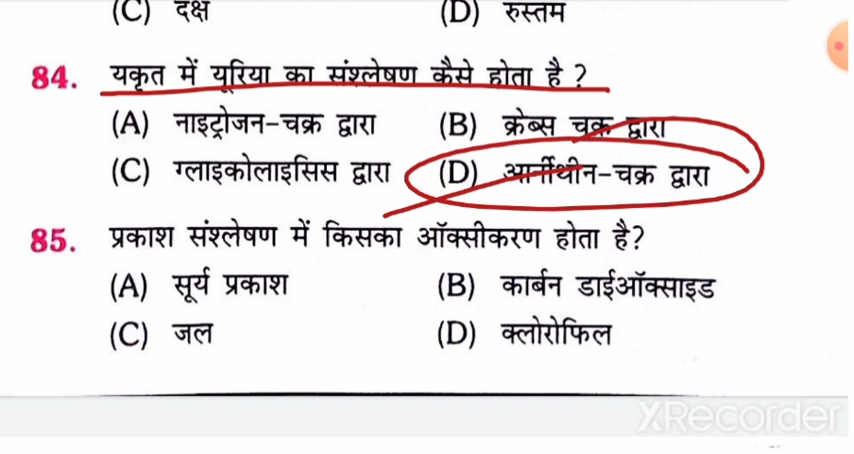 (C) दक्ष (D) रुस्तम
84. यकृत में यूरिया का संश्लेषण कैसे होता है ?
(A) नाइट्रोजन-चक्र द्वारा (B) क्रेब्स चक्र द्वारा
(C) ग्लाइकोलाइसिस द्वारा (D) आर्नीथीन-चक्र द्वारा
85. प्रकाश संश्लेषण में किसका ऑक्सीकरण होता है?
(A) सूर्य प्रकाश (B) कार्बन डाईऑक्साइड
(C) जल (D) क्लोरोफिल
XRecorder